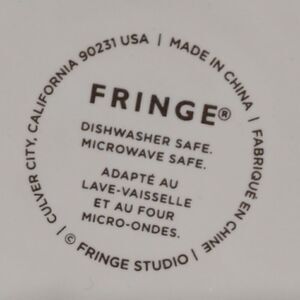 FRINGE®
DISHWASHER SAFE.
MICROWAVE SAFE.
ADAPTÉ AU
LAVE-VAISSELLE
ET AU FOUR
MICRO-ONDES.
© FRINGE STUDIO | CULVER CITY, CALIFORNIA 90231 USA | MADE IN CHINA | FABRIQUÉ EN CHINE |